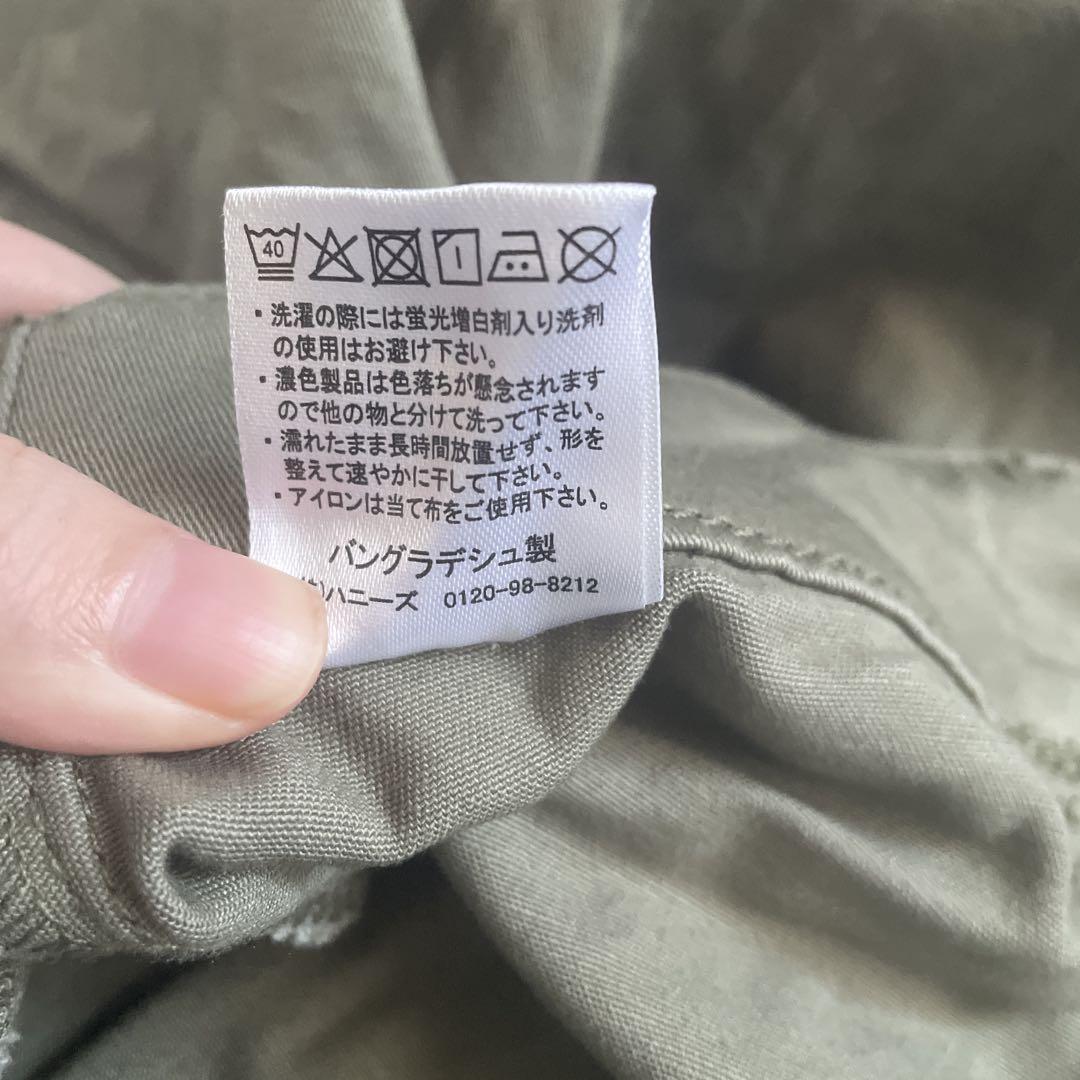 40
・洗濯の際には蛍光増白剤入り洗剤
の使用はお避け下さい。
・濃色製品は色落ちが懸念されます
ので他の物と分けて洗って下さい。
・濡れたまま長時間放置せず、形を
整えて速やかに干して下さい。
・アイロンは当て布をご使用下さい。
バングラデシュ製
ハニーズ 0120-98-8212